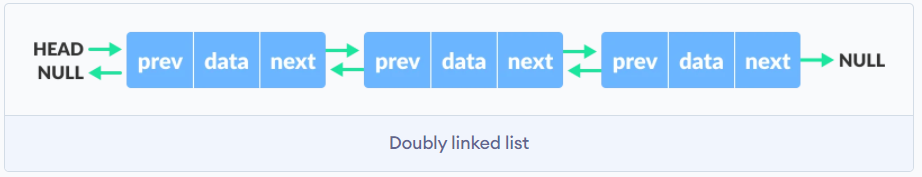 HEAD
NULL
prev data next
prev data next
prev data next
NULL
Doubly linked list